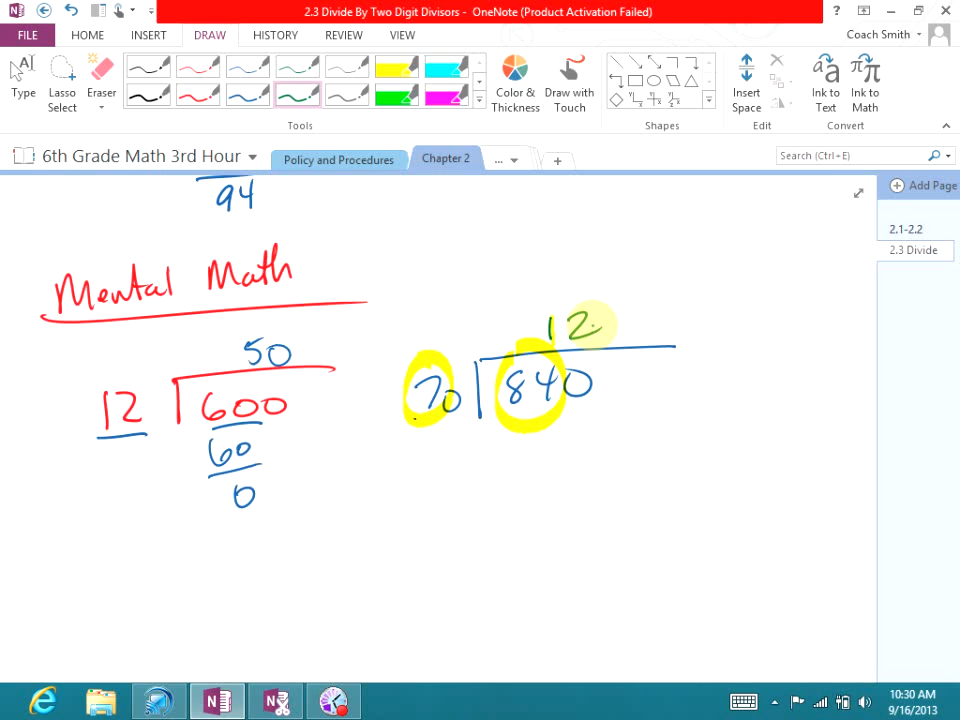 2.3 Divide By Two Digit Divisors - OneNote (Product Activation Failed)
FILE HOME INSERT DRAW HISTORY REVIEW VIEW Coach Smith
Type Lasso Select Eraser Color & Thickness Draw with Touch Insert Space Ink to Text Ink to Math
Tools Shapes Edit Convert
6th Grade Math 3rd Hour Policy and Procedures Chapter 2 ... Search (Ctrl+E)
Add Page
2.1-2.2
2.3 Divide
94
Mental Math
50
12 600
60
0
12
70 840
10:30 AM
9/16/2013